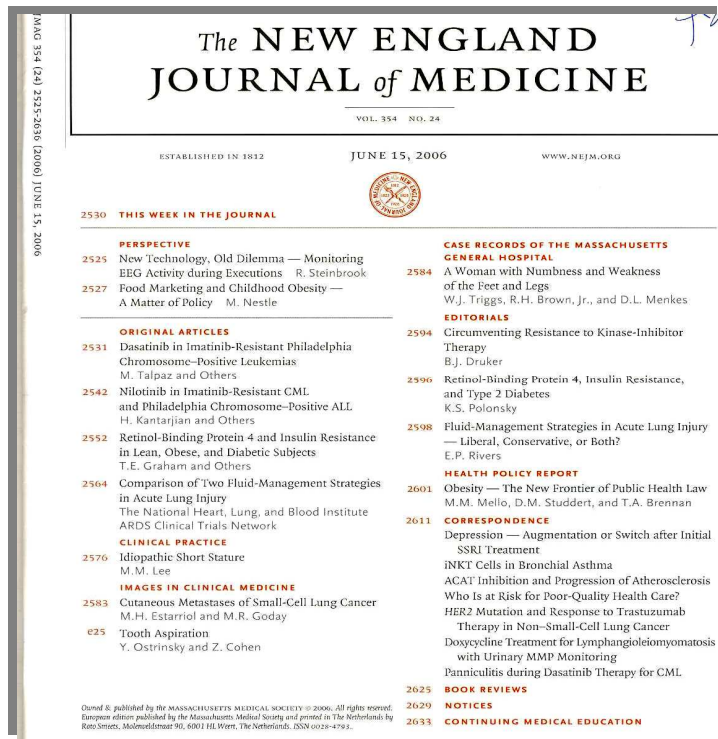 JMAG 354 (24) 2525-2636 (2006) JUNE 15, 2006
The NEW ENGLAND
JOURNAL of MEDICINE
VOL. 354 NO. 24
ESTABLISHED IN 1812
JUNE 15, 2006
WWW.NEJM.ORG
2530 THIS WEEK IN THE JOURNAL
PERSPECTIVE
2525 New Technology, Old Dilemma — Monitoring
EEG Activity during Executions R. Steinbrook
2527 Food Marketing and Childhood Obesity —
A Matter of Policy M. Nestle
ORIGINAL ARTICLES
2531 Dasatinib in Imatinib-Resistant Philadelphia
Chromosome–Positive Leukemias
M. Talpaz and Others
2542 Nilotinib in Imatinib-Resistant CML
and Philadelphia Chromosome–Positive ALL
H. Kantarjian and Others
2552 Retinol-Binding Protein 4 and Insulin Resistance
in Lean, Obese, and Diabetic Subjects
T.E. Graham and Others
2564 Comparison of Two Fluid-Management Strategies
in Acute Lung Injury
The National Heart, Lung, and Blood Institute
ARDS Clinical Trials Network
CLINICAL PRACTICE
2576 Idiopathic Short Stature
M.M. Lee
IMAGES IN CLINICAL MEDICINE
2583 Cutaneous Metastases of Small-Cell Lung Cancer
M.H. Estarriol and M.R. Goday
e25 Tooth Aspiration
Y. Ostrinsky and Z. Cohen
CASE RECORDS OF THE MASSACHUSETTS
GENERAL HOSPITAL
2584 A Woman with Numbness and Weakness
of the Feet and Legs
W.J. Triggs, R.H. Brown, Jr., and D.L. Menkes
EDITORIALS
2594 Circumventing Resistance to Kinase-Inhibitor
Therapy
B.J. Druker
2596 Retinol-Binding Protein 4, Insulin Resistance,
and Type 2 Diabetes
K.S. Polonsky
2598 Fluid-Management Strategies in Acute Lung Injury
— Liberal, Conservative, or Both?
E.P. Rivers
HEALTH POLICY REPORT
2601 Obesity — The New Frontier of Public Health Law
M.M. Mello, D.M. Studdert, and T.A. Brennan
2611 CORRESPONDENCE
Depression — Augmentation or Switch after Initial
SSRI Treatment
iNKT Cells in Bronchial Asthma
ACAT Inhibition and Progression of Atherosclerosis
Who Is at Risk for Poor-Quality Health Care?
HER2 Mutation and Response to Trastuzumab
Therapy in Non–Small-Cell Lung Cancer
Doxycycline Treatment for Lymphangioleiomyomatosis
with Urinary MMP Monitoring
Panniculitis during Dasatinib Therapy for CML
2625 BOOK REVIEWS
2629 NOTICES
2633 CONTINUING MEDICAL EDUCATION
Owned & published by the MASSACHUSETTS MEDICAL SOCIETY © 2006. All rights reserved.
European edition published by the Massachusetts Medical Society and printed in The Netherlands by
Roto Smeets, Molenveldstraat 90, 6001 HL Weert, The Netherlands. ISSN 0028-4793.